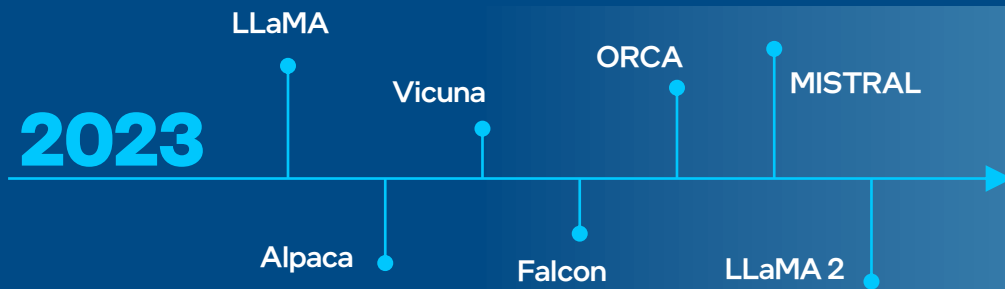 2023
LLaMA
Alpaca
Vicuna
Falcon
ORCA
MISTRAL
LLaMA 2